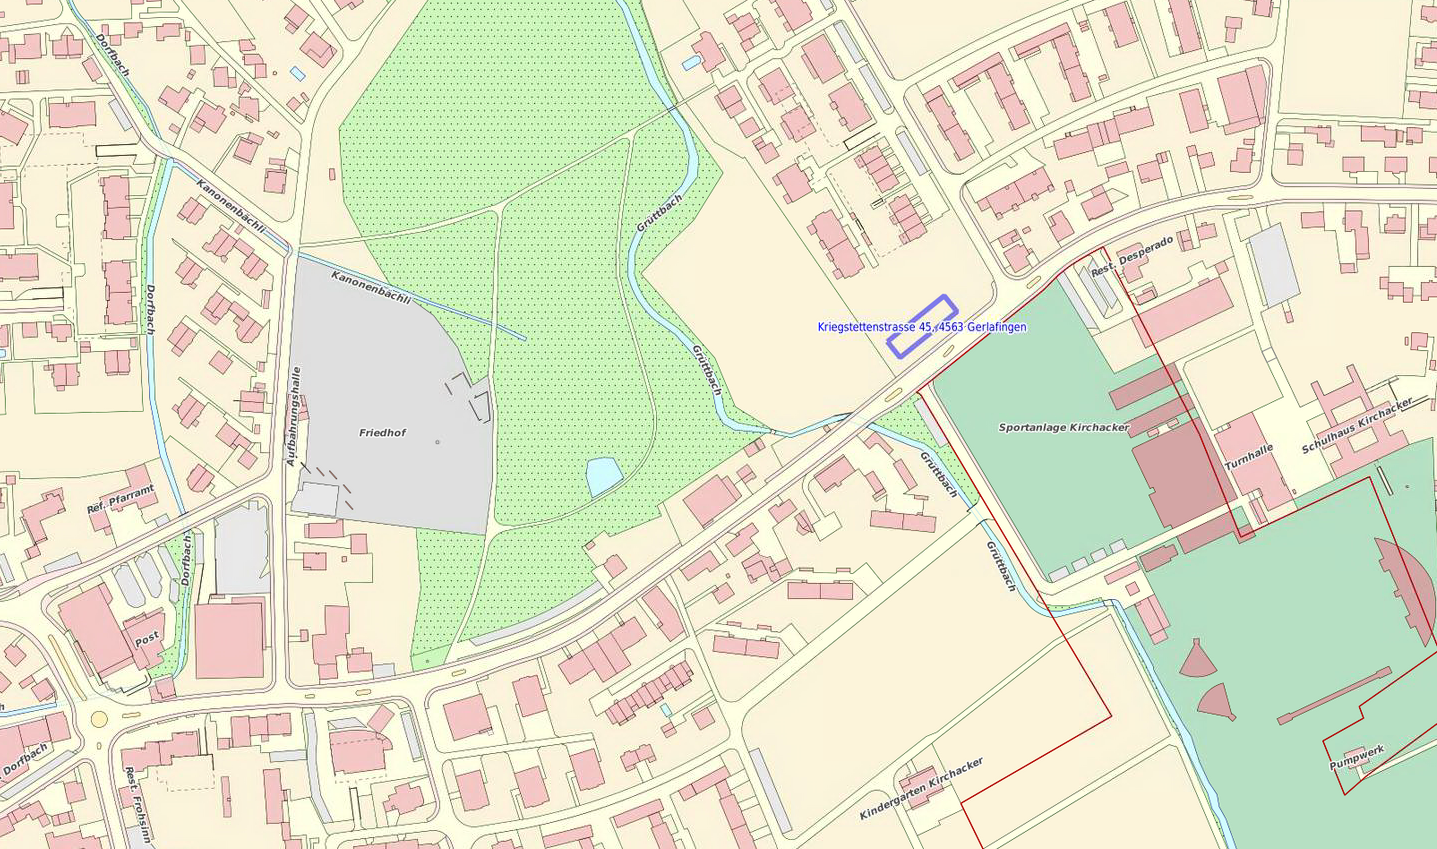 Dorfbach
Kanonenbächli
Grüttbach
Rest. Desperado
Kanonenbächli
Dorfbach
Kriegstettenstrasse 45, 4563 Gerlafingen
Grüttbach
Aufbahrungshalle
Friedhof
Sportanlage Kirchacker
Schulhaus Kirchacker
Turnhalle
Grüttbach
Ref. Pfarramt
Dorfbach
Grüttbach
Post
h
Dorfbach
Rest. Frohsinn
Kindergarten Kirchacker
Pumpwerk